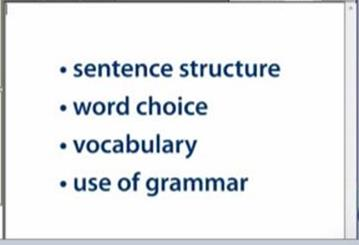 • sentence structure
• word choice
• vocabulary
• use of grammar